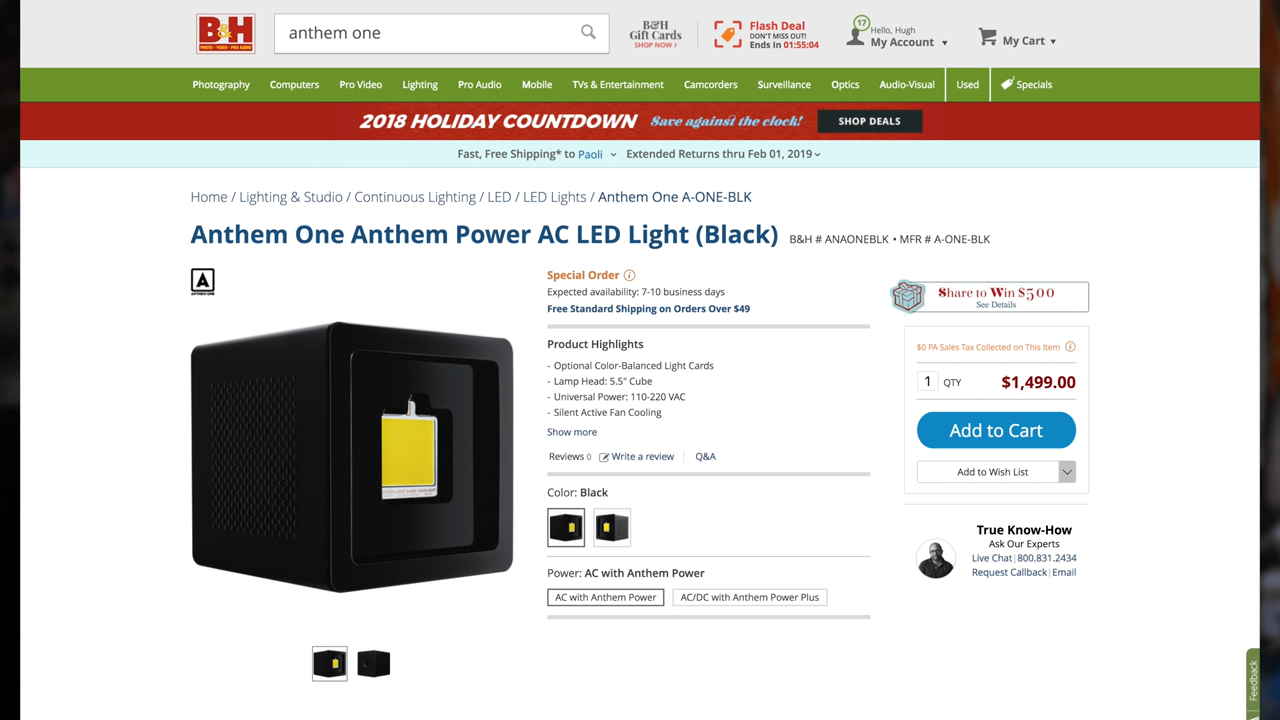 B&H
PHOTO • VIDEO • PRO AUDIO
anthem one
B&H
Gift Cards
SHOP NOW >
Flash Deal
DON'T MISS OUT!
Ends In 01:55:04
17
Hello, Hugh
My Account
My Cart
Photography
Computers
Pro Video
Lighting
Pro Audio
Mobile
TVs & Entertainment
Camcorders
Surveillance
Optics
Audio-Visual
Used
Specials
2018 HOLIDAY COUNTDOWN Save against the clock! SHOP DEALS
Fast, Free Shipping* to Paoli Extended Returns thru Feb 01, 2019
Home / Lighting & Studio / Continuous Lighting / LED / LED Lights / Anthem One A-ONE-BLK
Anthem One Anthem Power AC LED Light (Black) B&H # ANAONEBLK • MFR # A-ONE-BLK
A
ANTHEM ONE
Special Order
Expected availability: 7-10 business days
Free Standard Shipping on Orders Over $49
Product Highlights
- Optional Color-Balanced Light Cards
- Lamp Head: 5.5" Cube
- Universal Power: 110-220 VAC
- Silent Active Fan Cooling
Show more
Reviews 0 Write a review Q&A
Color: Black
Power: AC with Anthem Power
AC with Anthem Power
AC/DC with Anthem Power Plus
Share to Win $500
See Details
$0 PA Sales Tax Collected on This Item
1 QTY $1,499.00
Add to Cart
Add to Wish List
True Know-How
Ask Our Experts
Live Chat | 800.831.2434
Request Callback | Email
Feedback